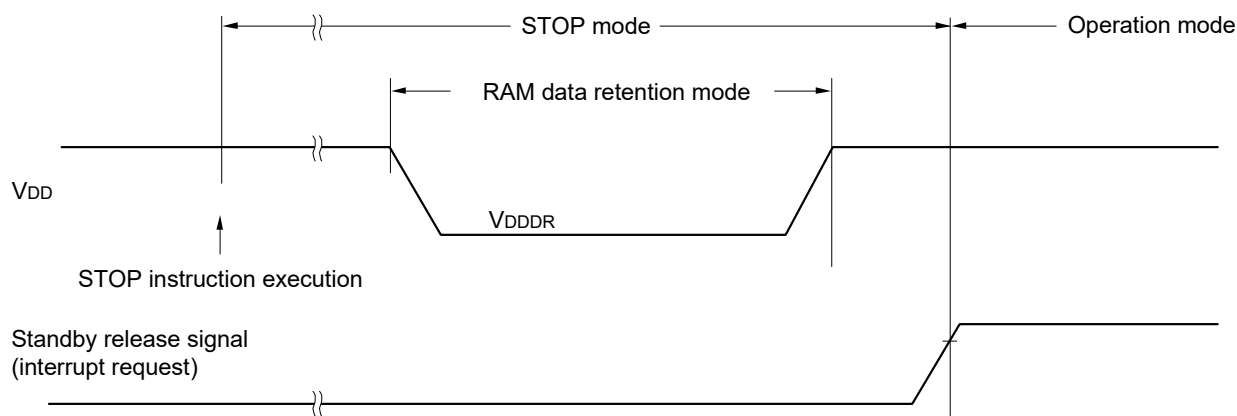 STOP mode
Operation mode
RAM data retention mode
VDD
VDDDR
STOP instruction execution
Standby release signal
(interrupt request)